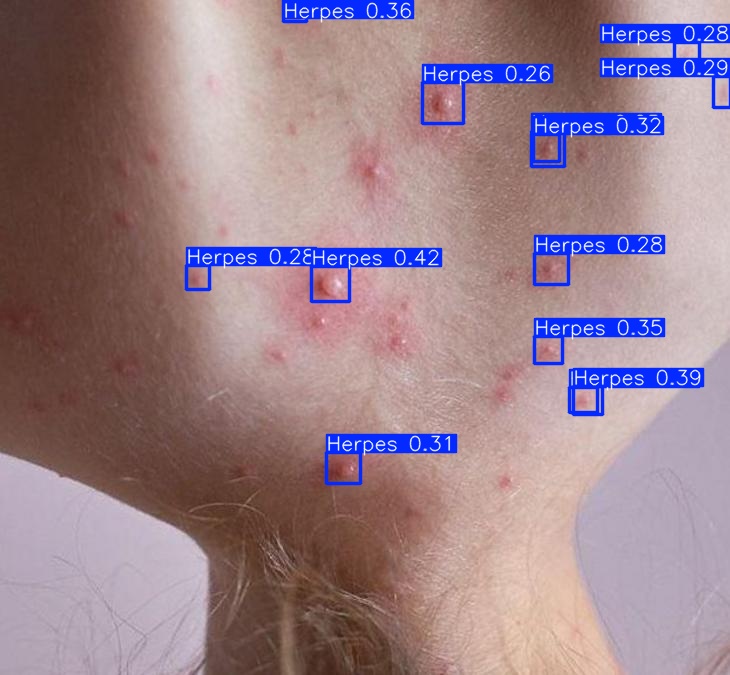 Herpes 0.36
Herpes 0.28
Herpes 0.29
Herpes 0.26
Herpes 0.32
Herpes 0.28
Herpes 0.28
Herpes 0.42
Herpes 0.35
Herpes 0.39
Herpes 0.31